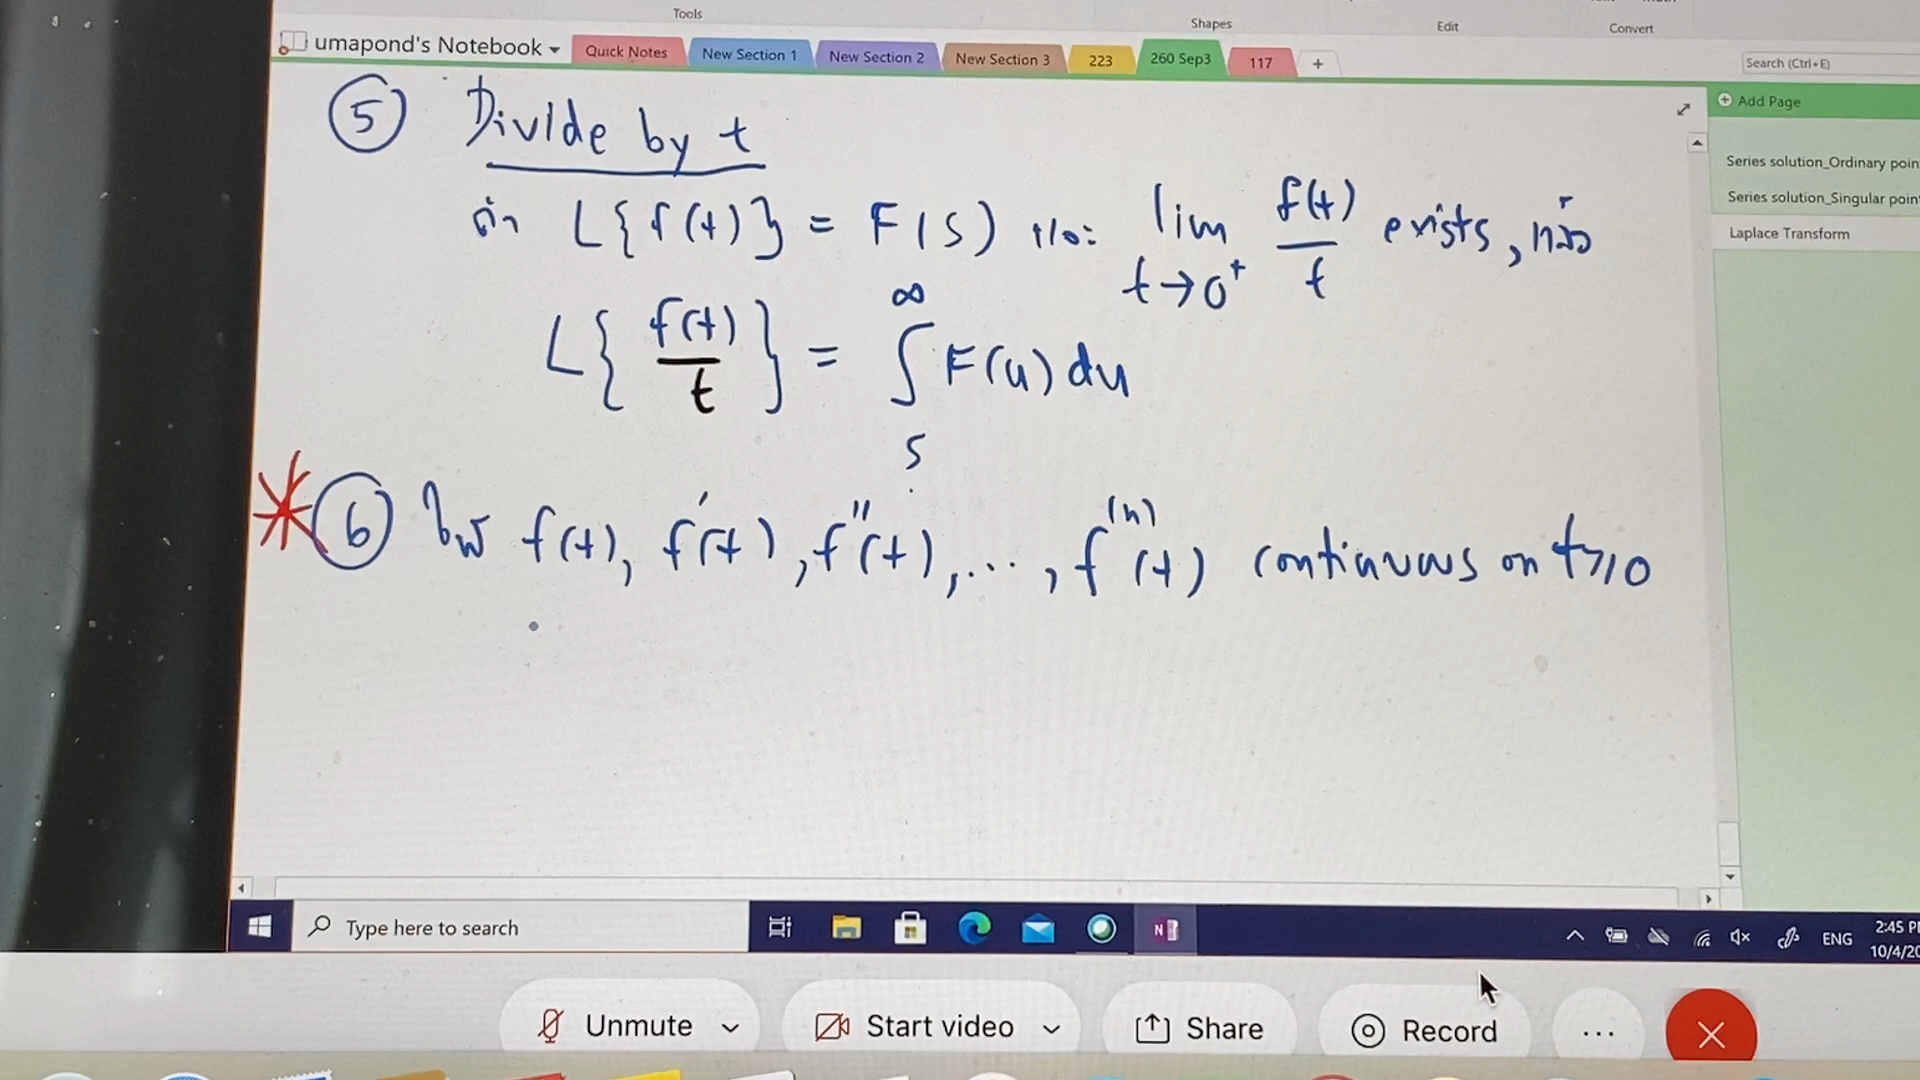 Tools
Shapes
Edit
Convert
umapond's Notebook
Quick Notes
New Section 1
New Section 2
New Section 3
223
260 Sep3
117
+
Search (Ctrl+E)
Add Page
Series solution_Ordinary poin
Series solution_Singular point
Laplace Transform
⑤ Divide by t
ถ้า L{f(t)} = F(s) และ lim t→0⁺ f(t)/t exists, แล้ว
L{f(t)/t} = ∫ₛ^∞ F(u) du
* ⑥ ให้ f(t), f'(t), f''(t), ..., f⁽ⁿ⁾(t) continuous on t≥0
Type here to search
N
ENG
2:45 P
10/4/20
Unmute
Start video
Share
Record
...